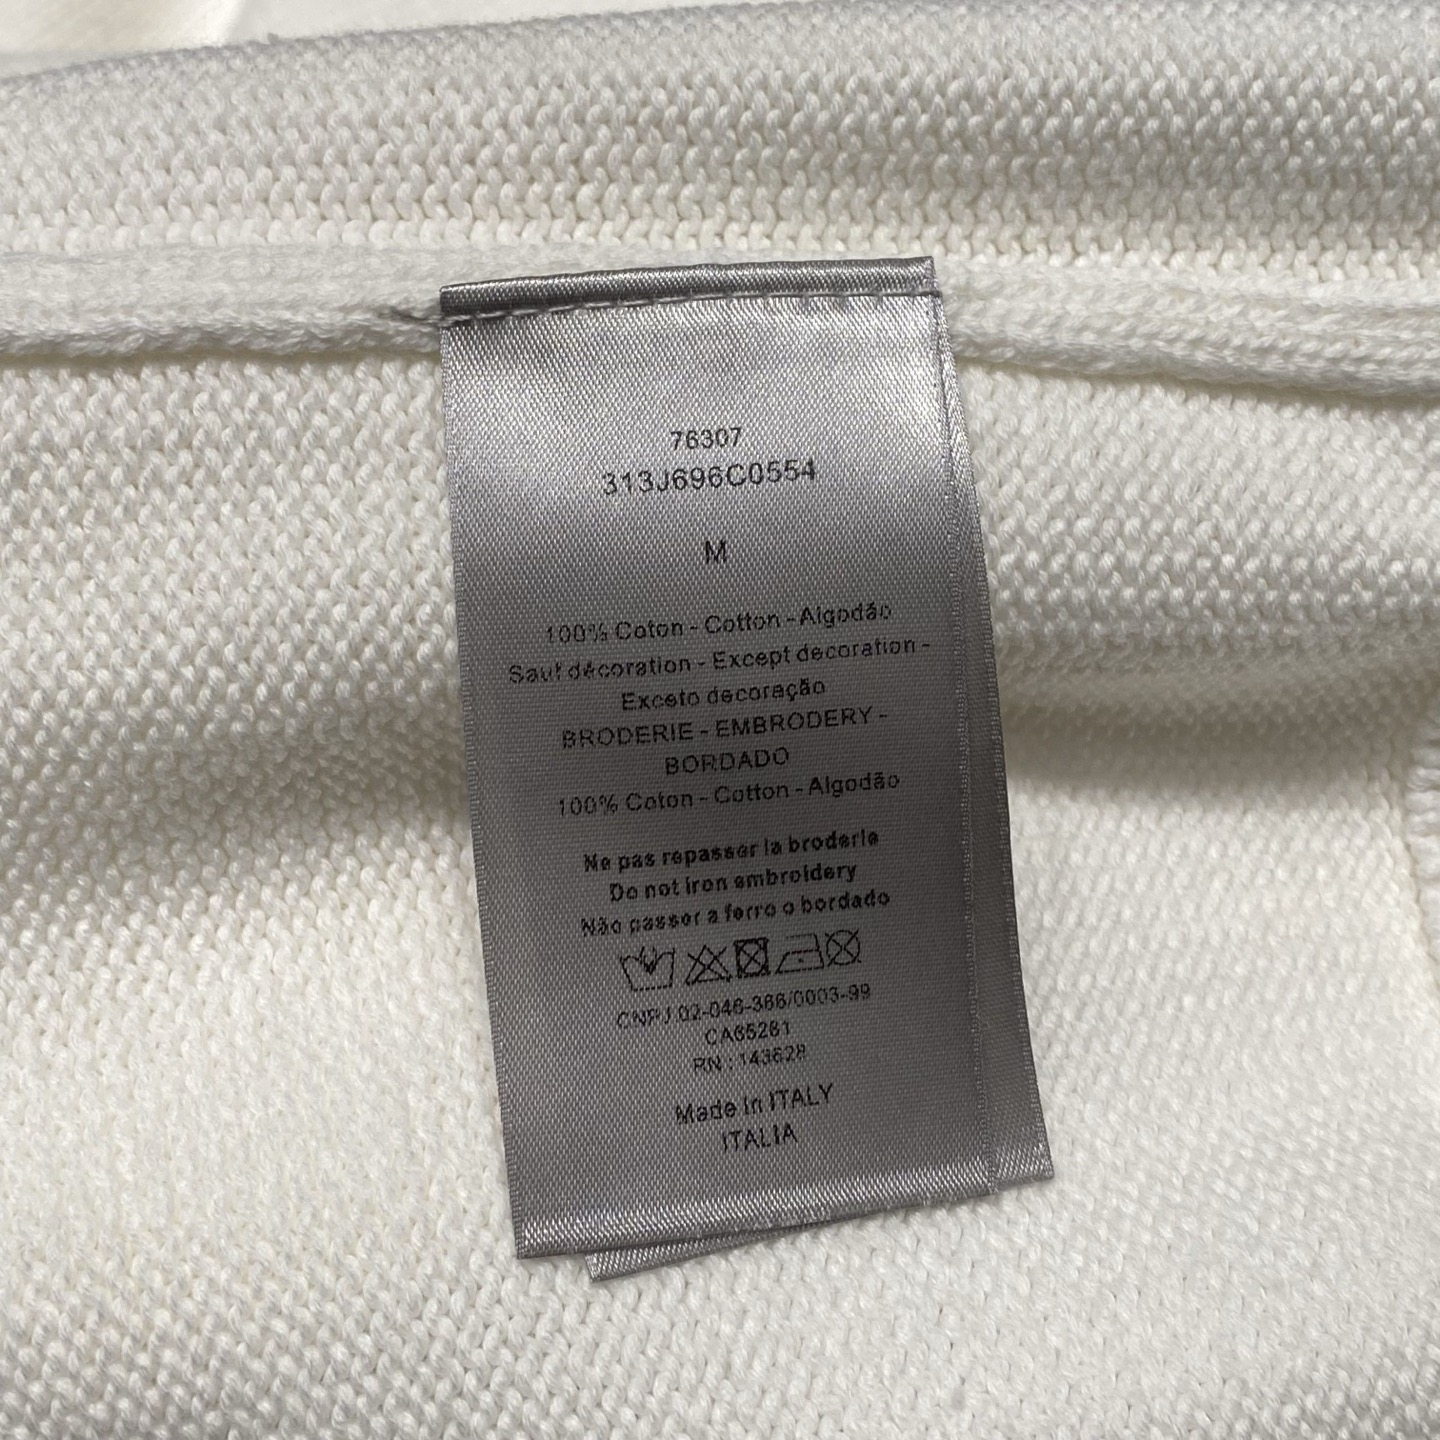 76307
313J696C0554
M
100% Coton - Cotton - Algodão
Sauf décoration - Except decoration -
Exceto decoração
BRODERIE - EMBRODERY -
BORDADO
100% Coton - Cotton - Algodão
Ne pas repasser la broderie
Do not iron embroidery
Não passar a ferro o bordado
CNPJ.02-046-366/0003-99
CA65281
RN : 143628
Made in ITALY
ITALIA